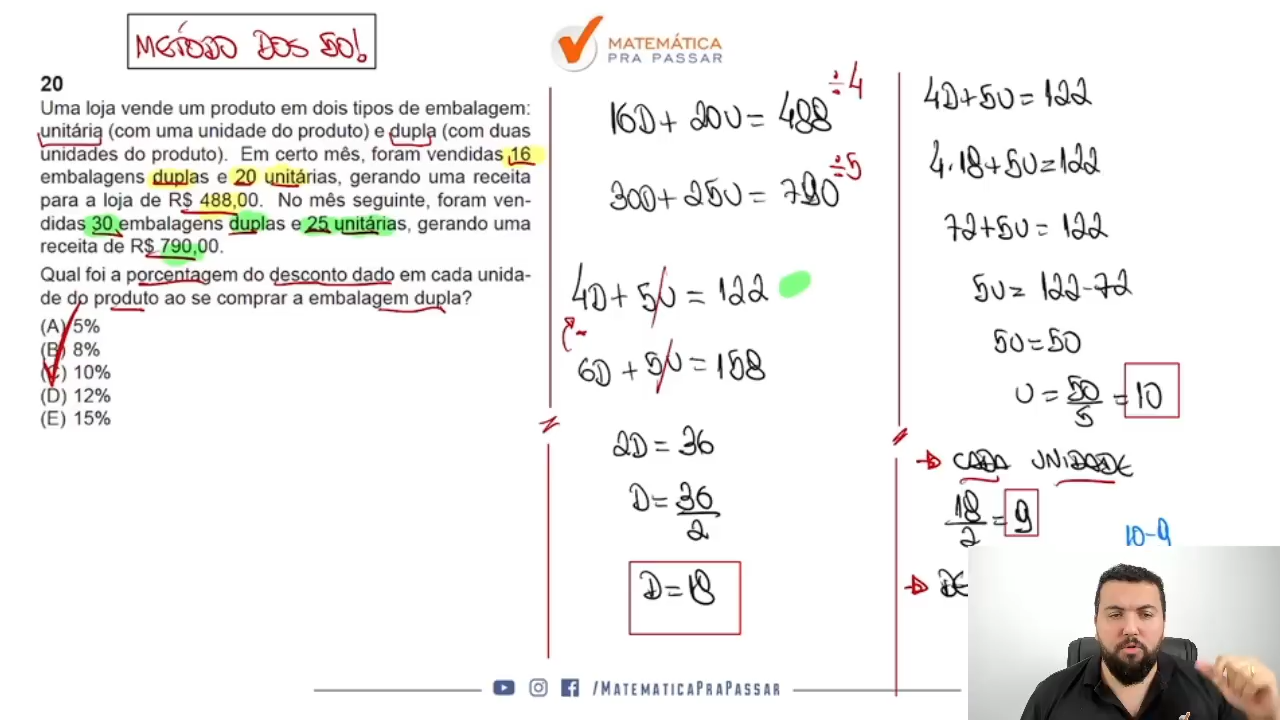 MÉTODO DOS 50!
MATEMÁTICA
PRA PASSAR
20
Uma loja vende um produto em dois tipos de embalagem:
unitária (com uma unidade do produto) e dupla (com duas
unidades do produto). Em certo mês, foram vendidas 16
embalagens duplas e 20 unitárias, gerando uma receita
para a loja de R$ 488,00. No mês seguinte, foram ven-
didas 30 embalagens duplas e 25 unitárias, gerando uma
receita de R$ 790,00.
Qual foi a porcentagem do desconto dado em cada unida-
de do produto ao se comprar a embalagem dupla?
(A) 5%
(B) 8%
(C) 10%
(D) 12%
(E) 15%
16D + 20U = 488 ÷4
30D + 25U = 790 ÷5
4D + 5U = 122
-
6D + 5U = 158
2D = 36
D = 36/2
D = 18
4D + 5U = 122
4.18 + 5U = 122
72 + 5U = 122
5U = 122 - 72
5U = 50
U = 50/5 = 10
CADA UNIDADE
18/2 = 9
10-9
/MATEMATICAPRAPASSAR